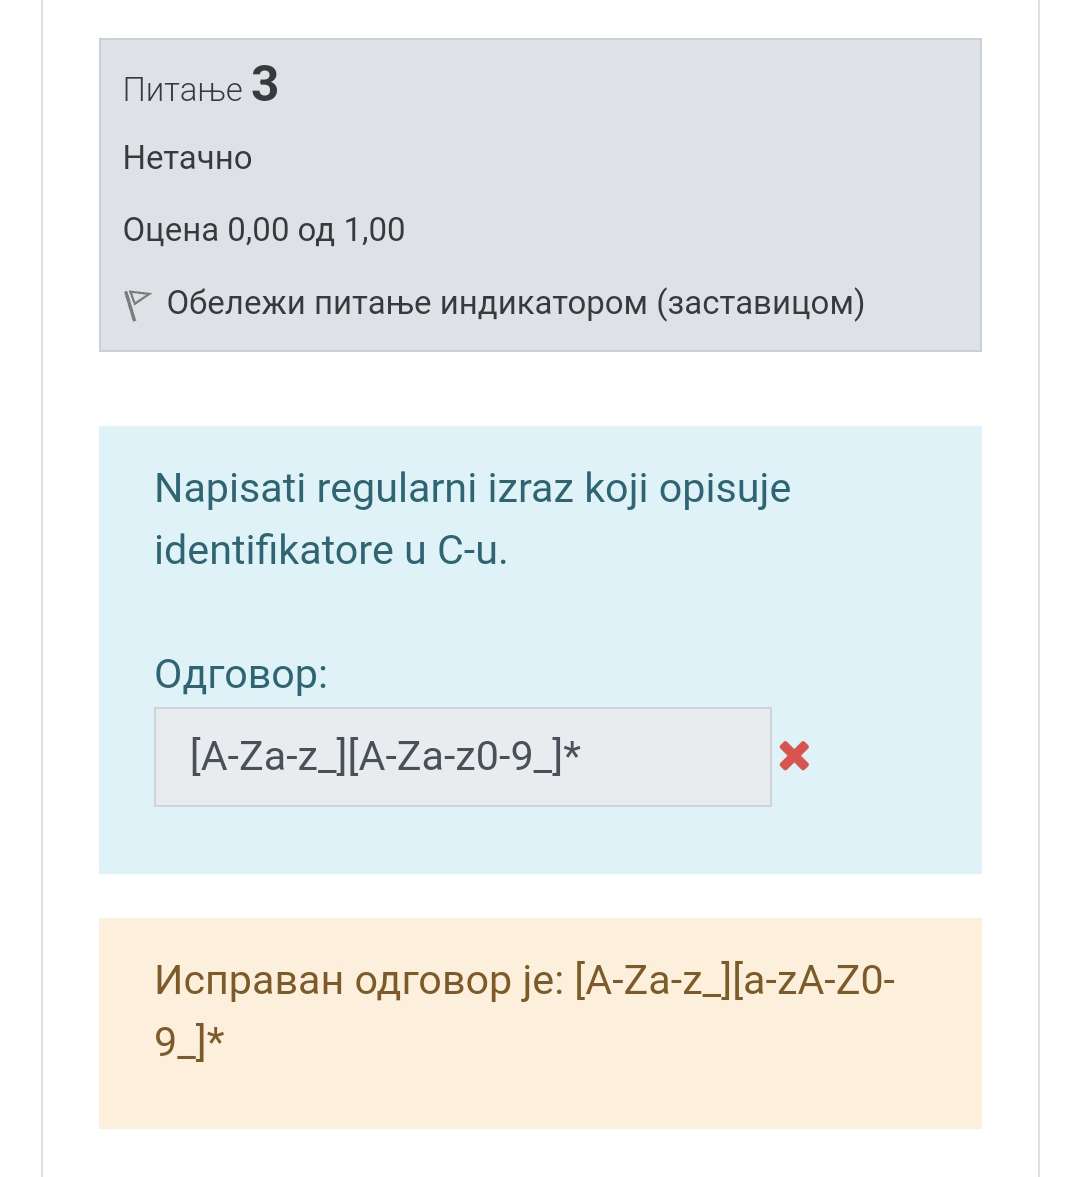 Питање 3
Нетачно
Оцена 0,00 од 1,00
Обележи питање индикатором (заставицом)
Napisati regularni izraz koji opisuje
identifikatore u C-u.
Одговор:
[A-Za-z_][A-Za-z0-9_]*
Исправан одговор је: [A-Za-z_][a-zA-Z0-
9_]*